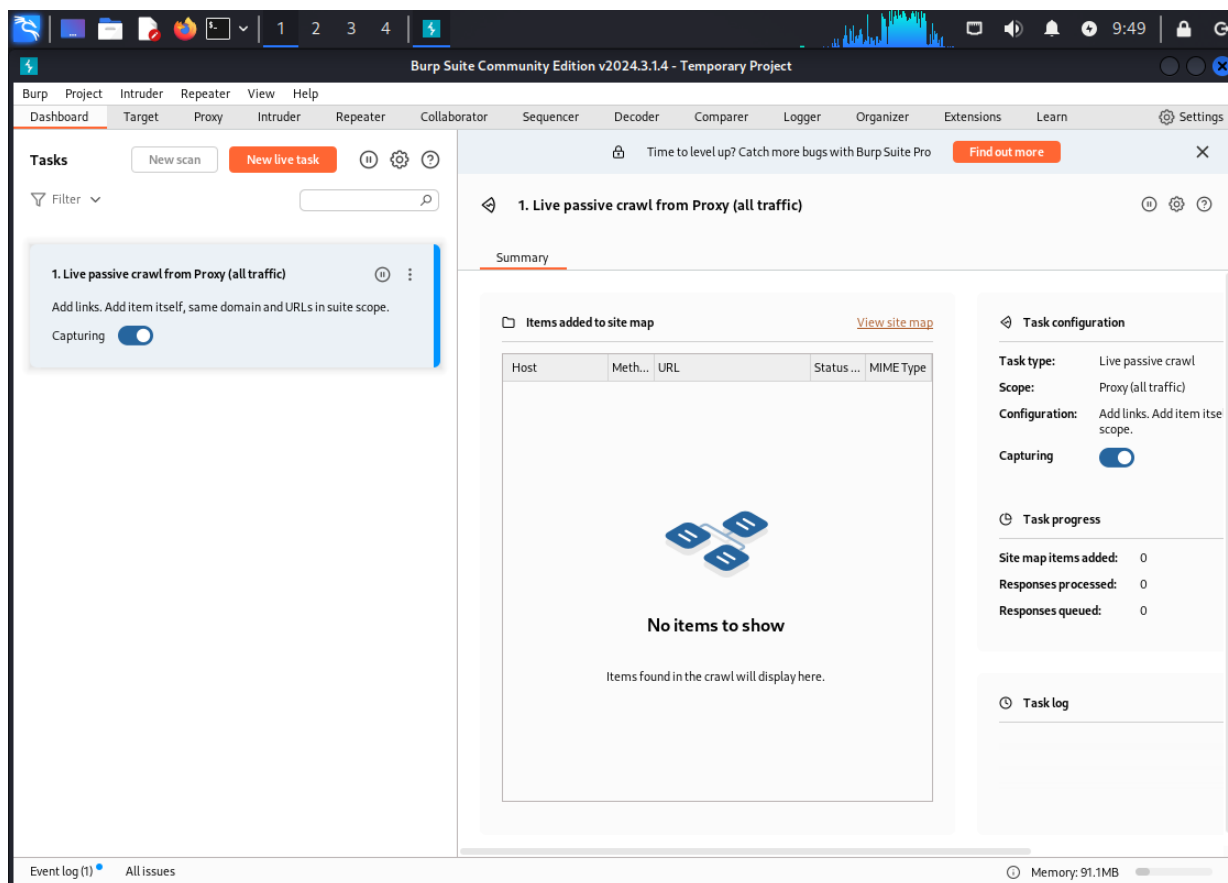 1 2 3 4 9:49
Burp Suite Community Edition v2024.3.1.4 - Temporary Project
Burp Project Intruder Repeater View Help
Dashboard Target Proxy Intruder Repeater Collaborator Sequencer Decoder Comparer Logger Organizer Extensions Learn Settings
Tasks New scan New live task
Time to level up? Catch more bugs with Burp Suite Pro Find out more
Filter
1. Live passive crawl from Proxy (all traffic)
Summary
1. Live passive crawl from Proxy (all traffic)
Add links. Add item itself, same domain and URLs in suite scope.
Capturing
Items added to site map View site map
Host Meth... URL Status ... MIME Type
No items to show
Items found in the crawl will display here.
Task configuration
Task type: Live passive crawl
Scope: Proxy (all traffic)
Configuration: Add links. Add item itse
scope.
Capturing
Task progress
Site map items added: 0
Responses processed: 0
Responses queued: 0
Task log
Event log (1) All issues Memory: 91.1MB